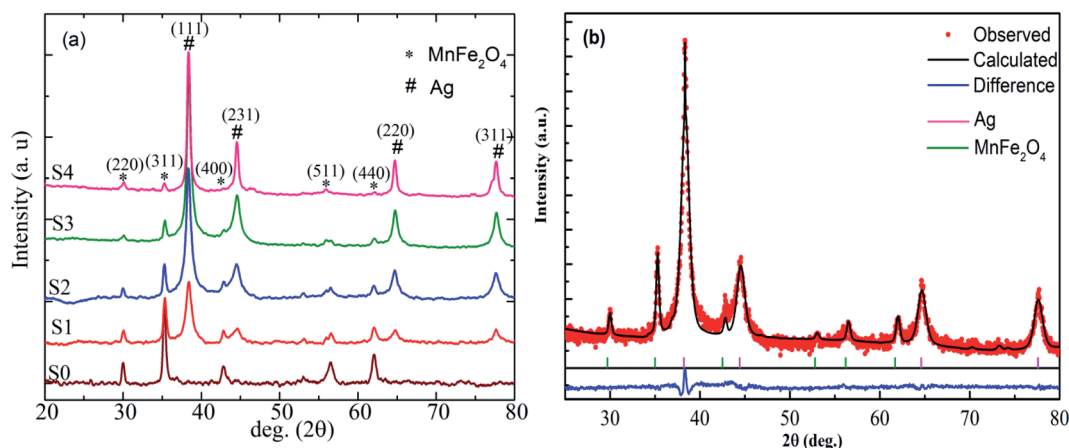 (a)
(111)
#
* MnFe₂O₄
# Ag
(231)
#
(220)
#
(311)
#
(220)
*
(311)
*
(400)
*
(511)
*
(440)
*
S4
S3
S2
S1
S0
Intensity (a. u)
20 30 40 50 60 70 80
deg. (2θ)
(b)
Observed
Calculated
Difference
Ag
MnFe₂O₄
Intensity (a.u.)
30 40 50 60 70 80
2θ (deg.)